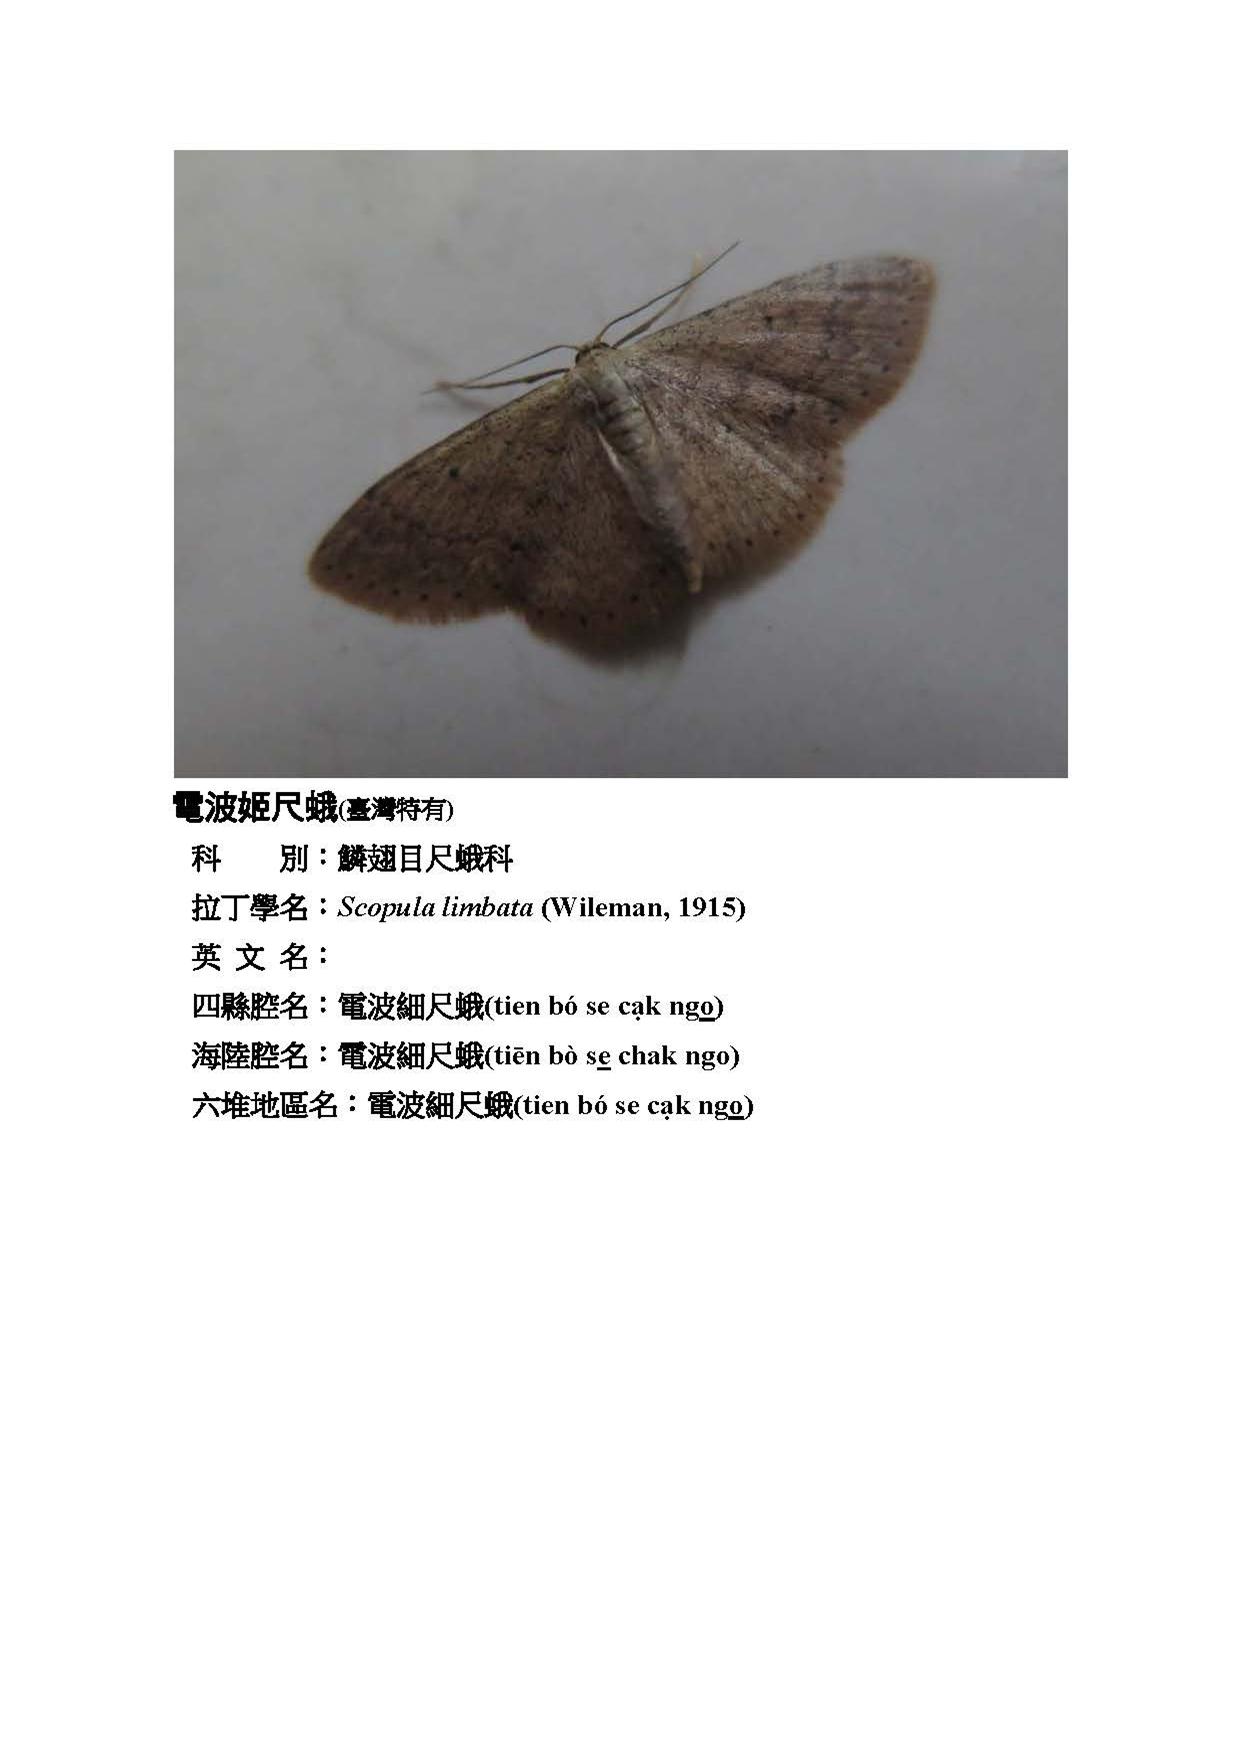 電波姬尺蛾(臺灣特有)
科　　別：鱗翅目尺蛾科
拉丁學名：Scopula limbata (Wileman, 1915)
英 文 名：
四縣腔名：電波細尺蛾(tien bó se cạk ngo̲)
海陸腔名：電波細尺蛾(tiēn bò se̲ chak ngo)
六堆地區名：電波細尺蛾(tien bó se cạk ngo̲)